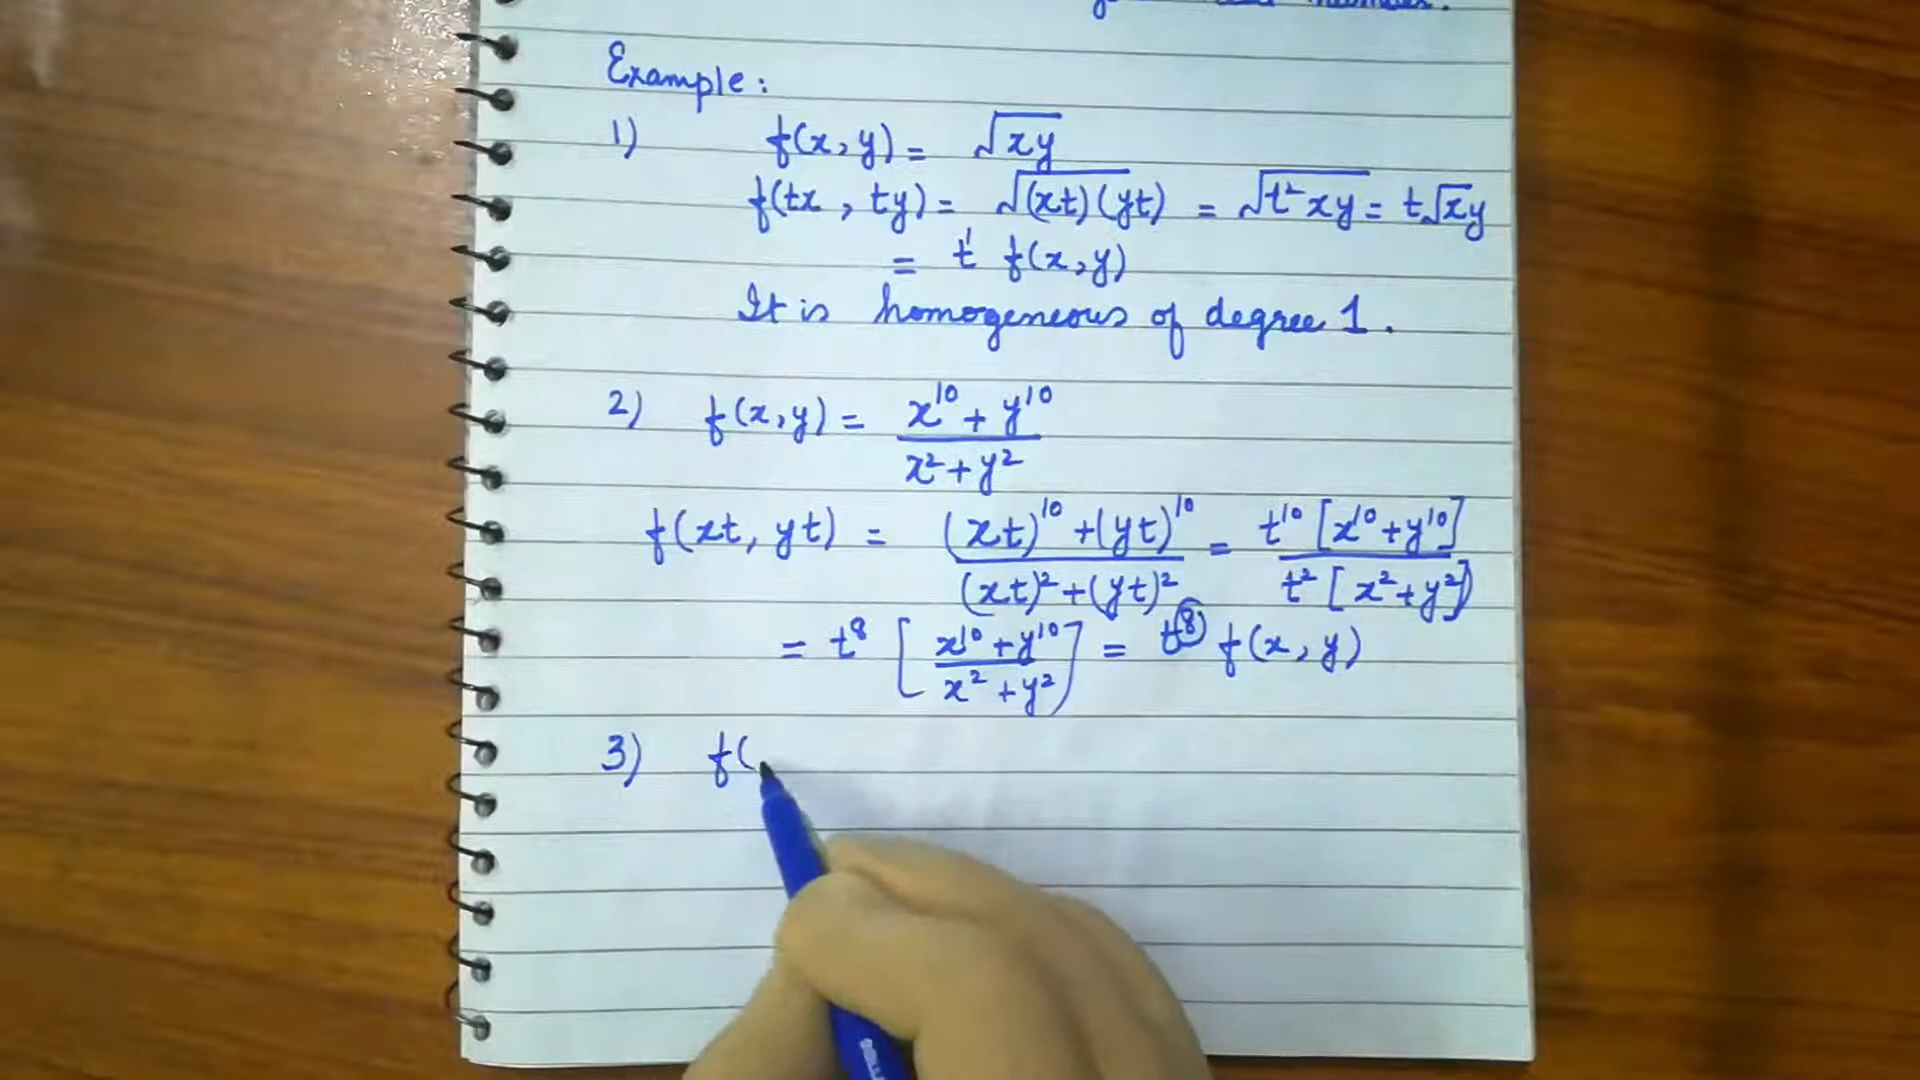 Example:
1) f(x,y) = √xy
f(tx, ty) = √(xt)(yt) = √t²xy = t√xy
= t¹ f(x,y)
It is homogeneous of degree 1.
2) f(x,y) = x¹⁰ + y¹⁰ / x² + y²
f(xt, yt) = (xt)¹⁰ + (yt)¹⁰ / (xt)² + (yt)² = t¹⁰ [x¹⁰ + y¹⁰] / t² [x² + y²]
= t⁸ [x¹⁰ + y¹⁰ / x² + y²] = t⁸ f(x,y)
3) f(